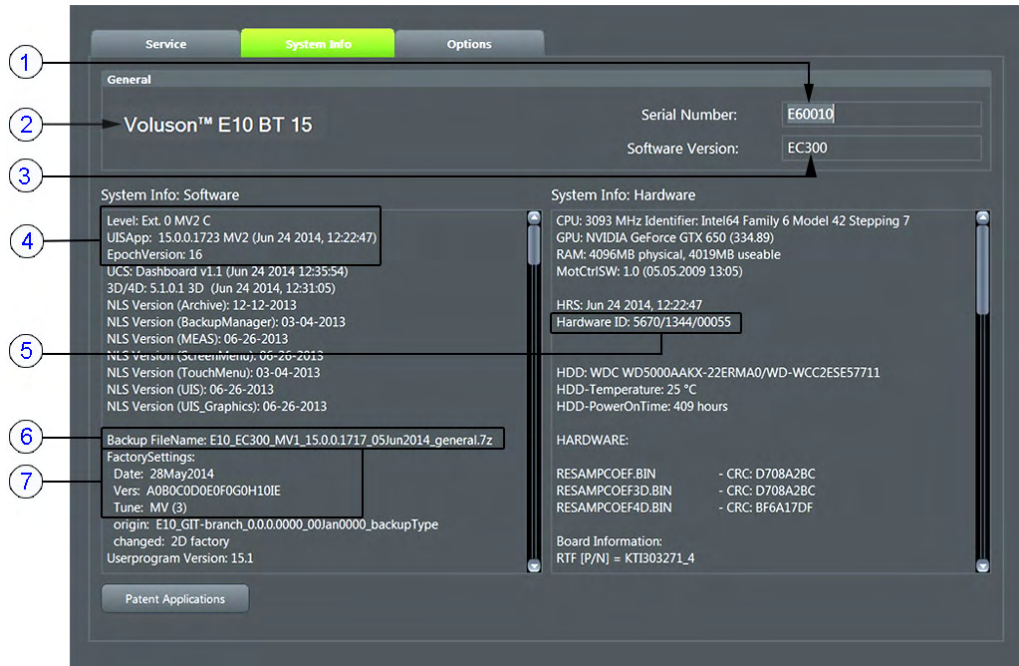 Service
System Info
Options
1
General
2
Voluson™ E10 BT 15
Serial Number:
E60010
Software Version:
EC300
3
System Info: Software
4
Level: Ext. 0 MV2 C
UISApp: 15.0.0.1723 MV2 (Jun 24 2014, 12:22:47)
EpochVersion: 16
UCS: Dashboard v1.1 (Jun 24 2014 12:35:54)
3D/4D: 5.1.0.1 3D (Jun 24 2014, 12:31:05)
NLS Version (Archive): 12-12-2013
NLS Version (BackupManager): 03-04-2013
NLS Version (MEAS): 06-26-2013
NLS Version (ScreenMenu): 06-26-2013
NLS Version (TouchMenu): 03-04-2013
NLS Version (UIS): 06-26-2013
NLS Version (UIS_Graphics): 06-26-2013
5
6
Backup FileName: E10_EC300_MV1_15.0.0.1717_05Jun2014_general.7z
7
FactorySettings:
Date: 28May2014
Vers: A0B0C0D0E0F0G0H10IE
Tune: MV (3)
origin: E10_GIT-branch_0.0.0.0000_00Jan0000_backupType
changed: 2D factory
Userprogram Version: 15.1
System Info: Hardware
CPU: 3093 MHz Identifier: Intel64 Family 6 Model 42 Stepping 7
GPU: NVIDIA GeForce GTX 650 (334.89)
RAM: 4096MB physical, 4019MB useable
MotCtrlSW: 1.0 (05.05.2009 13:05)
HRS: Jun 24 2014, 12:22:47
Hardware ID: 5670/1344/00055
HDD: WDC WD5000AAKX-22ERMA0/WD-WCC2ESE57711
HDD-Temperature: 25 °C
HDD-PowerOnTime: 409 hours
HARDWARE:
RESAMPCOEF.BIN - CRC: D708A2BC
RESAMPCOEF3D.BIN - CRC: D708A2BC
RESAMPCOEF4D.BIN - CRC: BF6A17DF
Board Information:
RTF [P/N] = KTI303271_4
Patent Applications